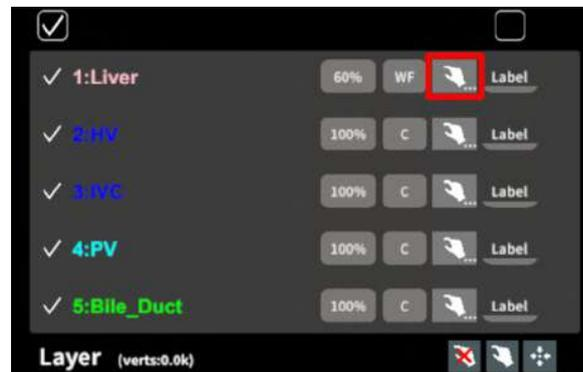 1:Liver 60% WF Label
2:HV 100% C Label
3:IVC 100% C Label
4:PV 100% C Label
5:Bile_Duct 100% C Label
Layer (verts:0.0k)